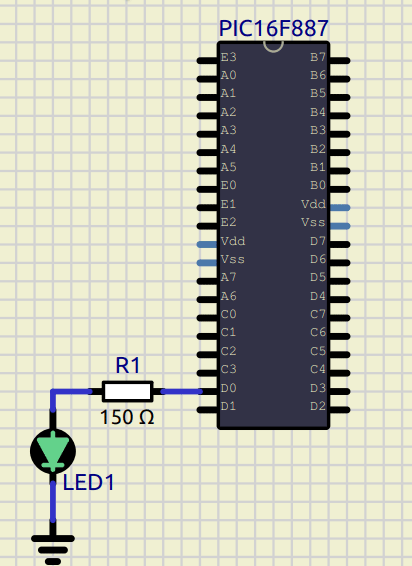 PIC16F887
E3 B7
A0 B6
A1 B5
A2 B4
A3 B3
A4 B2
A5 B1
E0 B0
E1 Vdd
E2 Vss
Vdd D7
Vss D6
A7 D5
A6 D4
C0 C7
C1 C6
C2 C5
C3 C4
D0 D3
D1 D2
R1
150 Ω
LED1